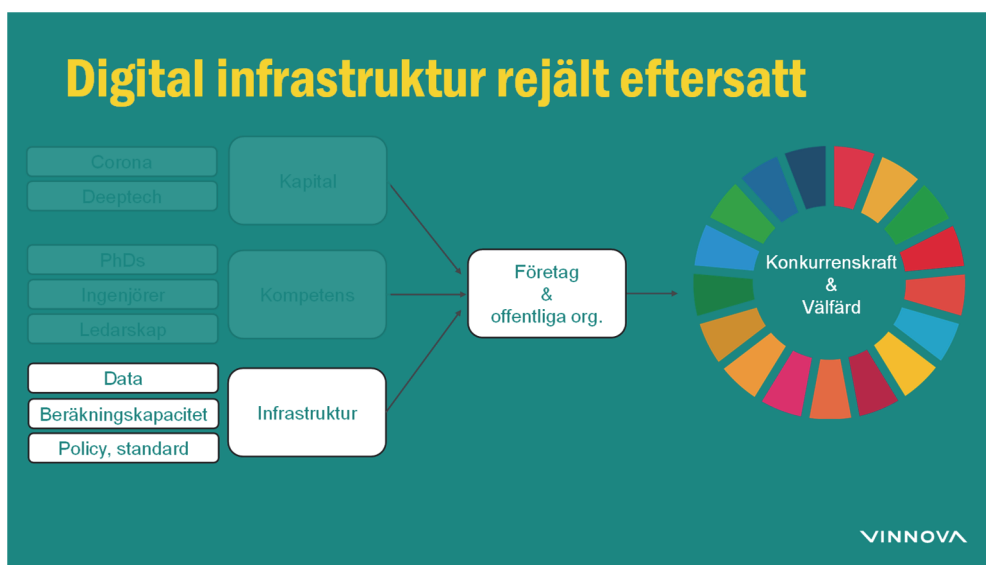 Digital infrastruktur rejält eftersatt
Corona
Deeptech
Kapital
PhDs
Ingenjörer
Ledarskap
Kompetens
Data
Beräkningskapacitet
Policy, standard
Infrastruktur
Företag
&
offentliga org.
Konkurrenskraft
&
Välfärd
VINNOVA